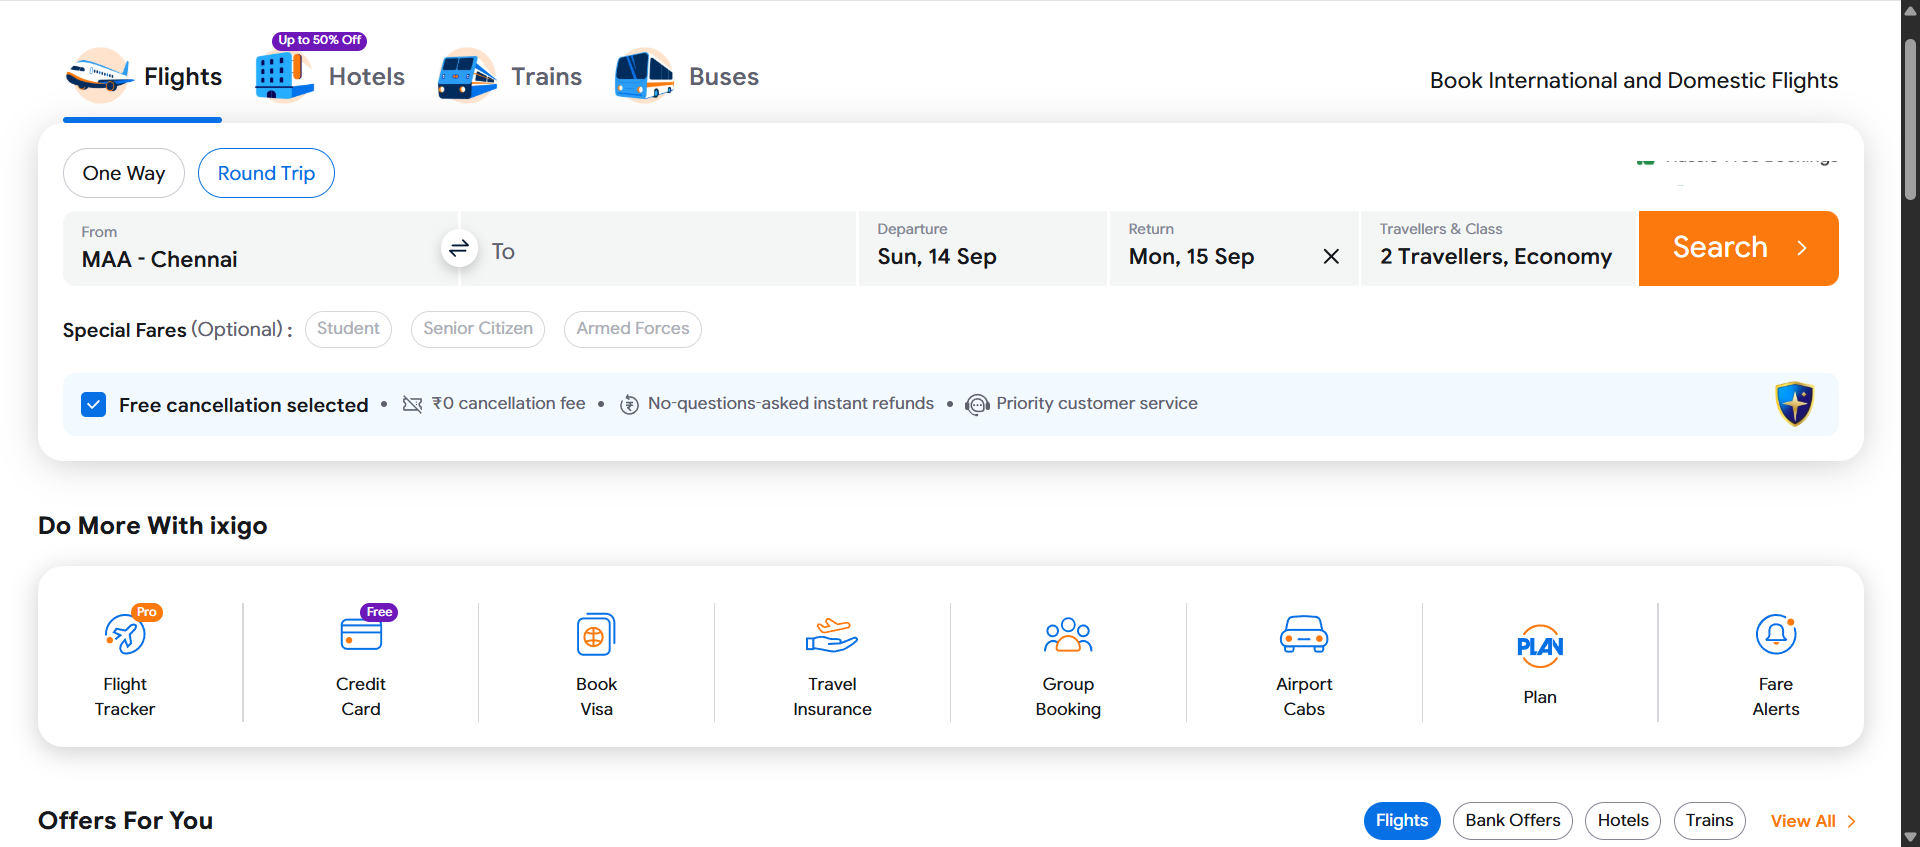 Up to 50% Off
Flights
Hotels
Trains
Buses
Book International and Domestic Flights
One Way
Round Trip
From
MAA - Chennai
To
Departure
Sun, 14 Sep
Return
Mon, 15 Sep
Travellers & Class
2 Travellers, Economy
Search
Special Fares (Optional) :
Student
Senior Citizen
Armed Forces
Free cancellation selected • ₹0 cancellation fee • No-questions-asked instant refunds • Priority customer service
Do More With ixigo
Pro
Flight
Tracker
Free
Credit
Card
Book
Visa
Travel
Insurance
Group
Booking
Airport
Cabs
PLAN
Plan
Fare
Alerts
Offers For You
Flights
Bank Offers
Hotels
Trains
View All